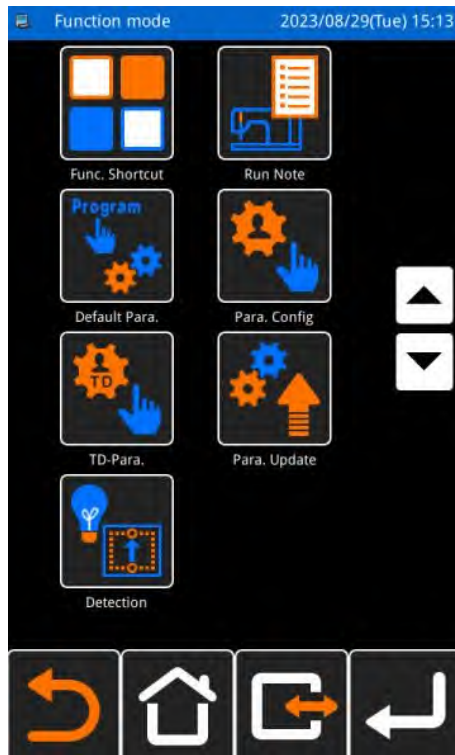 Function mode 2023/08/29(Tue) 15:13
Func. Shortcut Run Note
Program
Default Para. Para. Config
TD
TD-Para. Para. Update
Detection